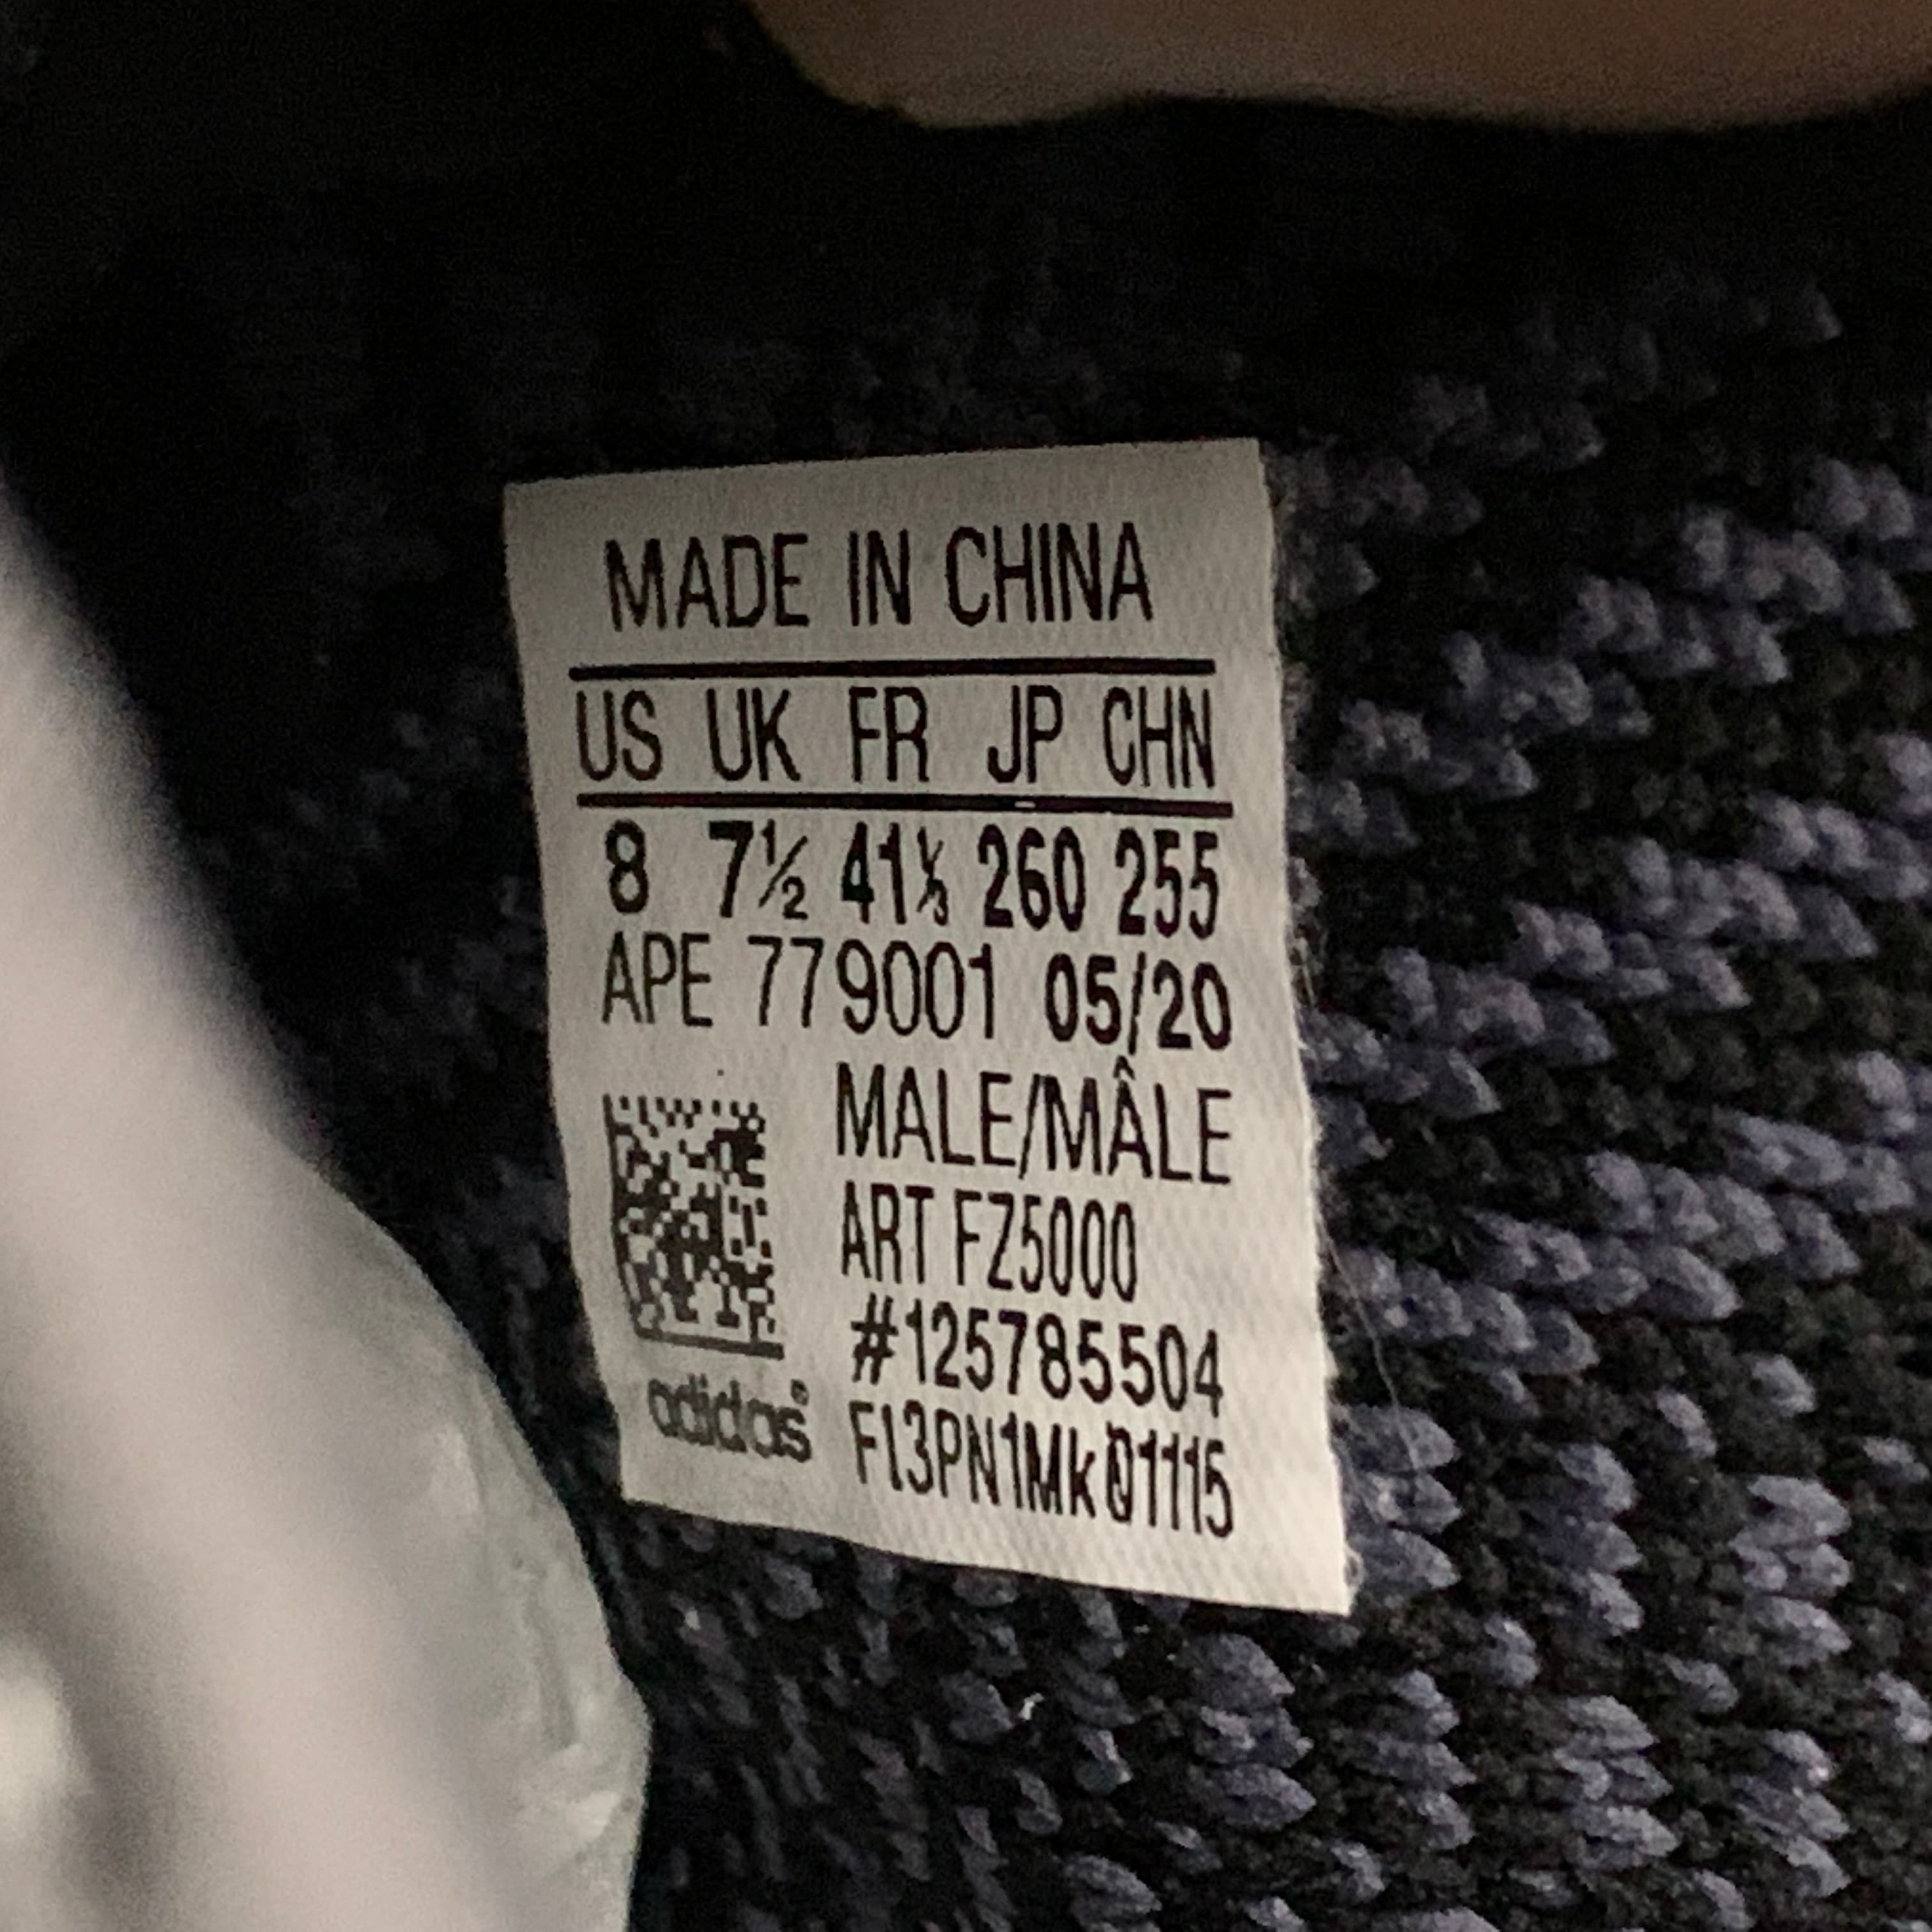 MADE IN CHINA
US UK FR JP CHN
8 7½ 41⅓ 260 255
APE 779001 05/20
MALE/MÂLE
ART FZ5000
#125785504
adidas®